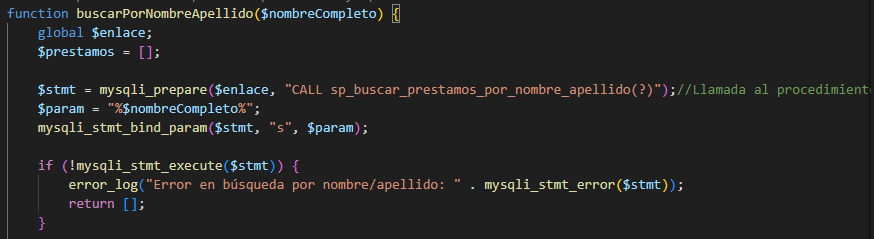 function buscarPorNombreApellido($nombreCompleto) {
    global $enlace;
    $prestamos = [];

    $stmt = mysqli_prepare($enlace, "CALL sp_buscar_prestamos_por_nombre_apellido(?)");//Llamada al procedimient
    $param = "%$nombreCompleto%";
    mysqli_stmt_bind_param($stmt, "s", $param);

    if (!mysqli_stmt_execute($stmt)) {
        error_log("Error en búsqueda por nombre/apellido: " . mysqli_stmt_error($stmt));
        return [];
    }